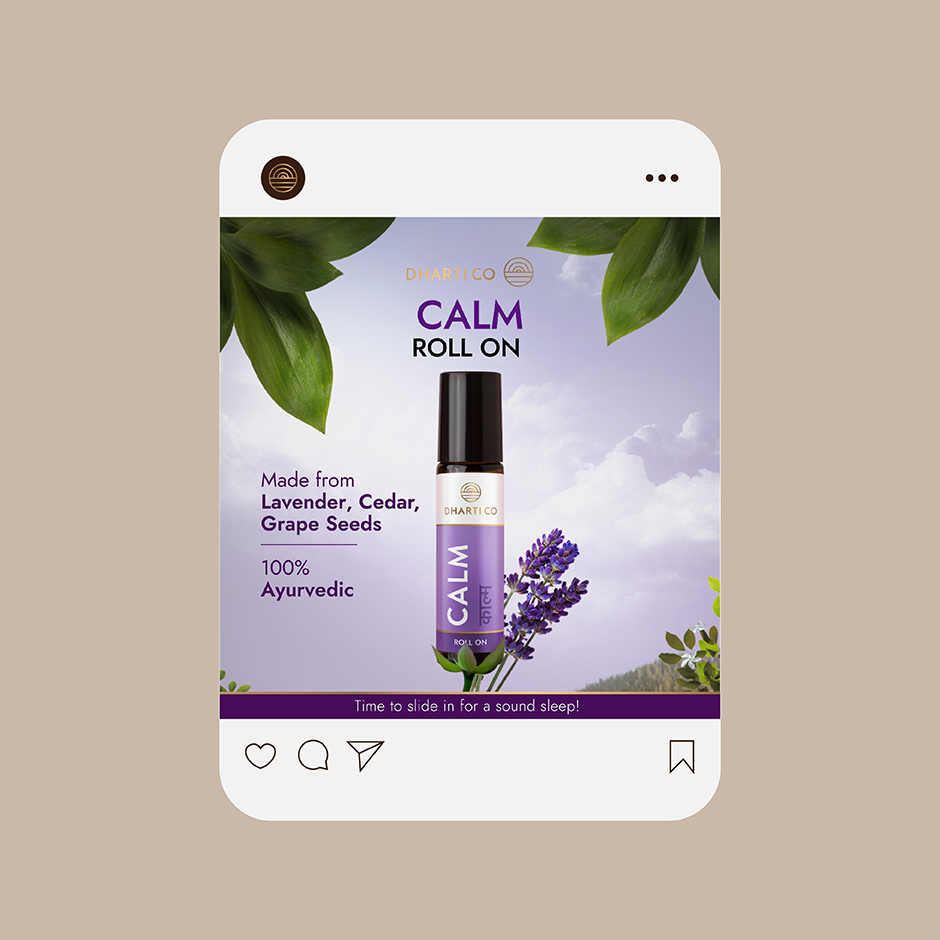 DHARTI CO
CALM
ROLL ON
Made from
Lavender, Cedar,
Grape Seeds
100%
Ayurvedic
DHARTI CO
CALM
काल्म
ROLL ON
Time to slide in for a sound sleep!